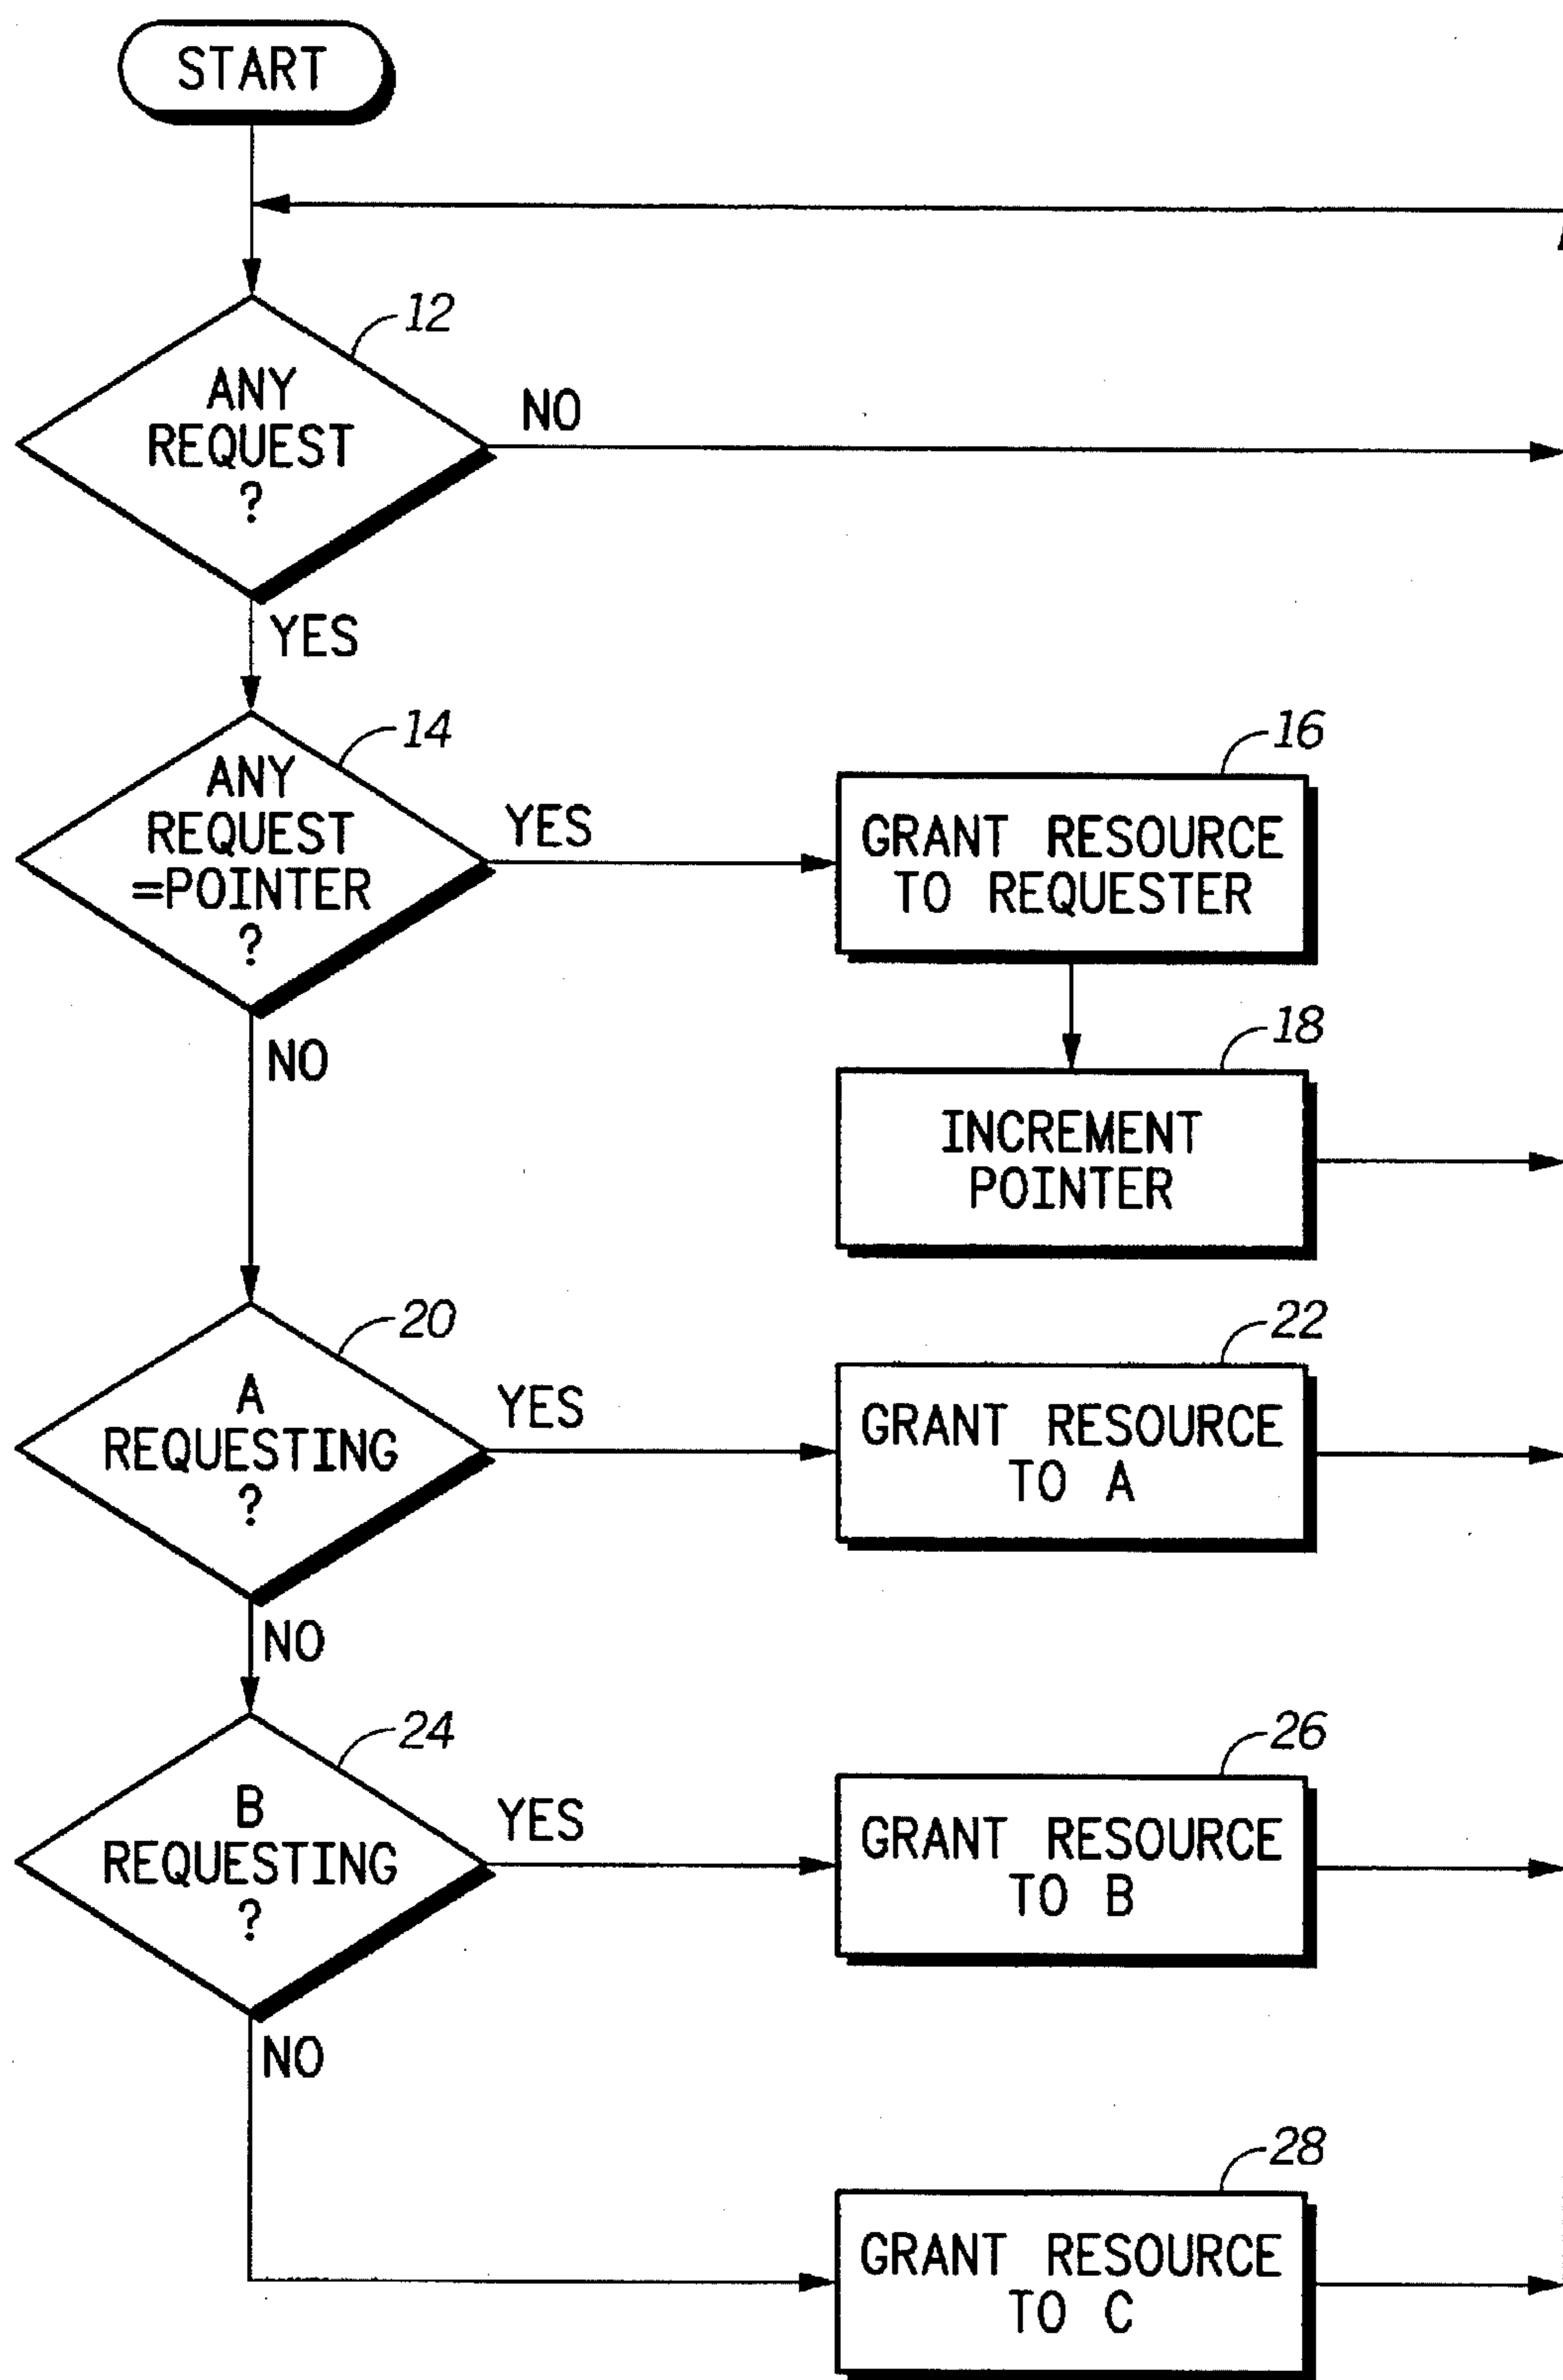 START
12
ANY
REQUEST
?
NO
YES
14
ANY
REQUEST
=POINTER
?
YES
16
GRANT RESOURCE
TO REQUESTER
NO
18
INCREMENT
POINTER
20
A
REQUESTING
?
YES
22
GRANT RESOURCE
TO A
NO
24
B
REQUESTING
?
YES
26
GRANT RESOURCE
TO B
NO
28
GRANT RESOURCE
TO C